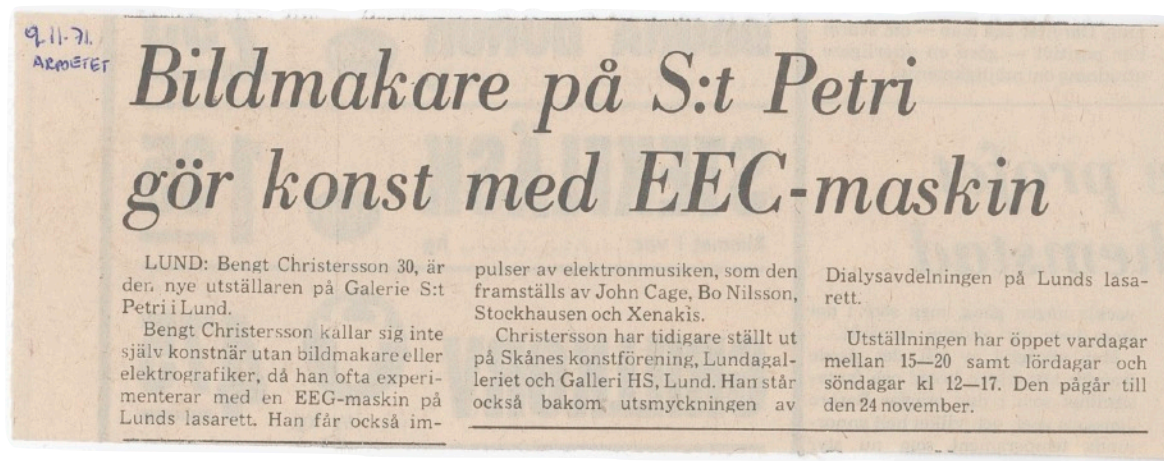 9.11-71.
ARBETET
Bildmakare på S:t Petri
gör konst med EEC-maskin
LUND: Bengt Christersson 30, är
den nye utställaren på Galerie S:t
Petri i Lund.
Bengt Christersson kallar sig inte
själv konstnär utan bildmakare eller
elektrografiker, då han ofta experi-
menterar med en EEG-maskin på
Lunds lasarett. Han får också im-
pulser av elektronmusiken, som den
framställs av John Cage, Bo Nilsson,
Stockhausen och Xenakis.
Christersson har tidigare ställt ut
på Skånes konstförening, Lundagal-
leriet och Galleri HS, Lund. Han står
också bakom utsmyckningen av
Dialysavdelningen på Lunds lasa-
rett.
Utställningen har öppet vardagar
mellan 15—20 samt lördagar och
söndagar kl 12—17. Den pågår till
den 24 november.